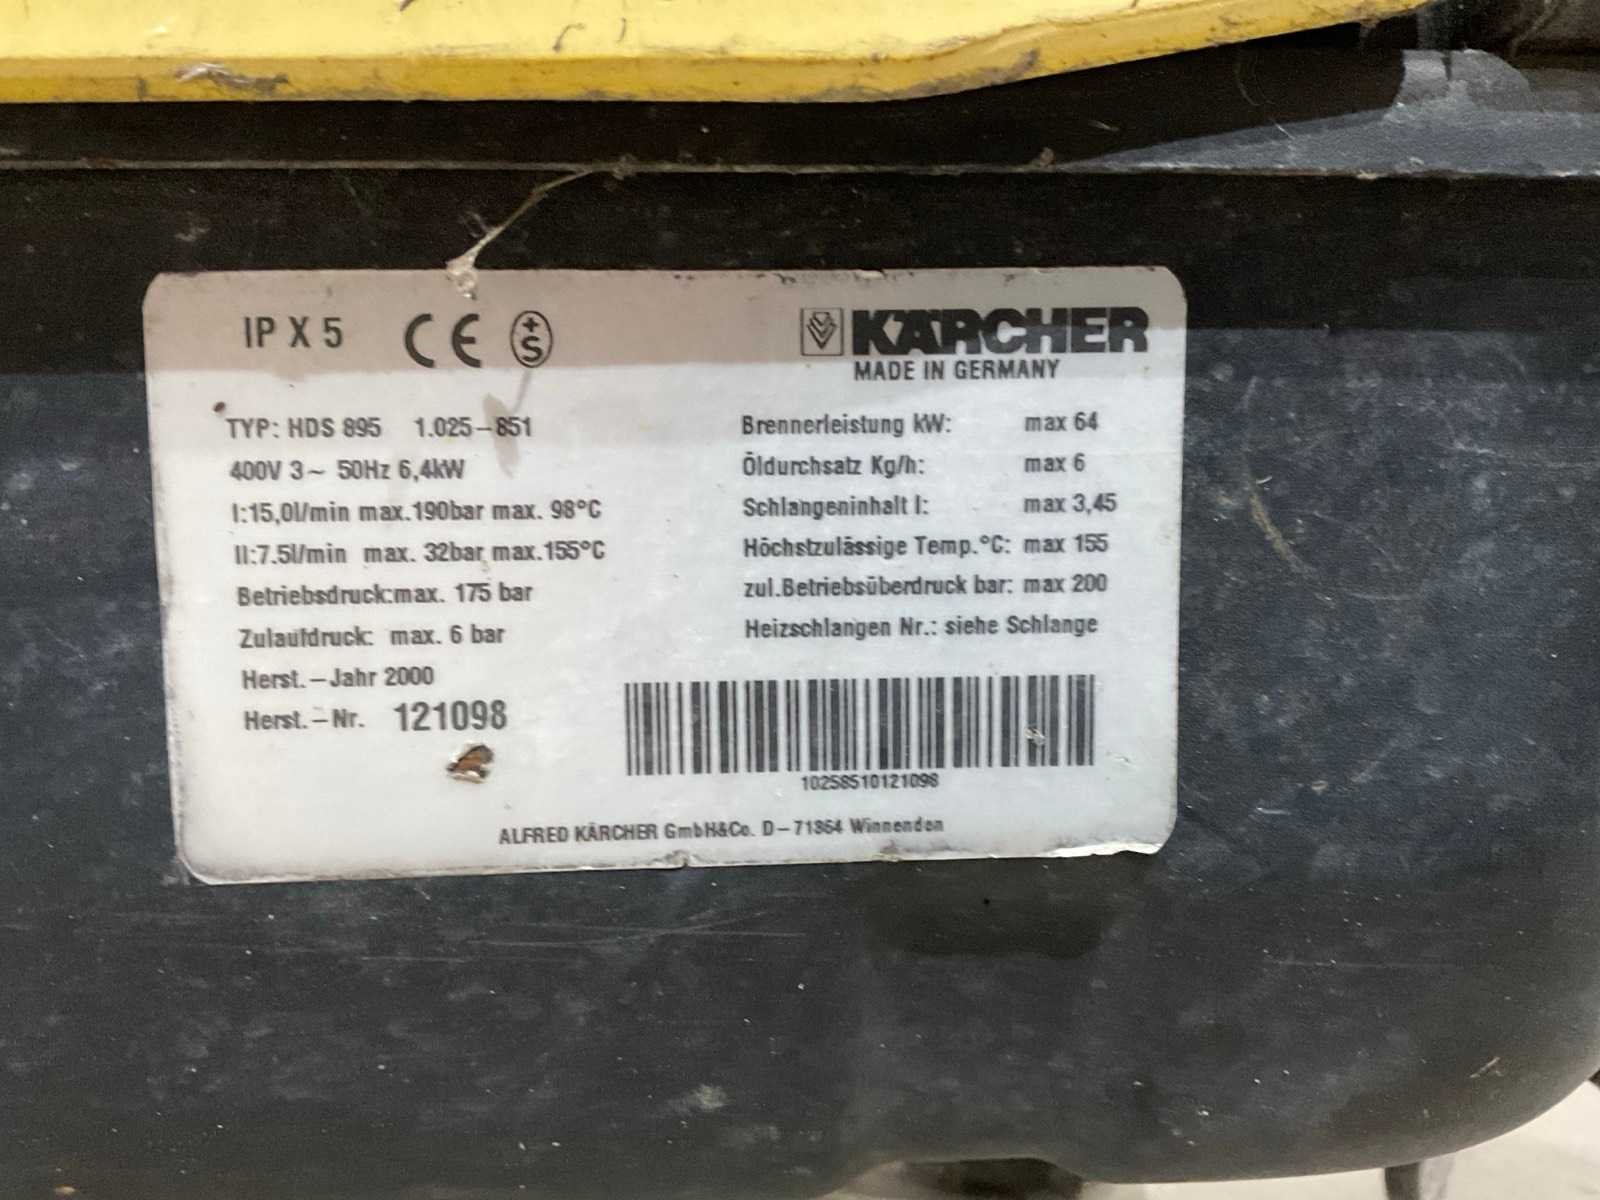 IP X 5 CE +S
KÄRCHER
MADE IN GERMANY
TYP: HDS 895 1.025-851
400V 3~ 50Hz 6,4kW
I:15,0l/min max.190bar max. 98°C
II:7.5l/min max. 32bar max.155°C
Betriebsdruck:max. 175 bar
Zulaufdruck: max. 6 bar
Herst.-Jahr 2000
Herst.-Nr. 121098
Brennerleistung kW: max 64
Öldurchsatz Kg/h: max 6
Schlangeninhalt l: max 3,45
Höchstzulässige Temp.°C: max 155
zul.Betriebsüberdruck bar: max 200
Heizschlangen Nr.: siehe Schlange
10258510121098
ALFRED KÄRCHER GmbH&Co. D-71364 Winnenden